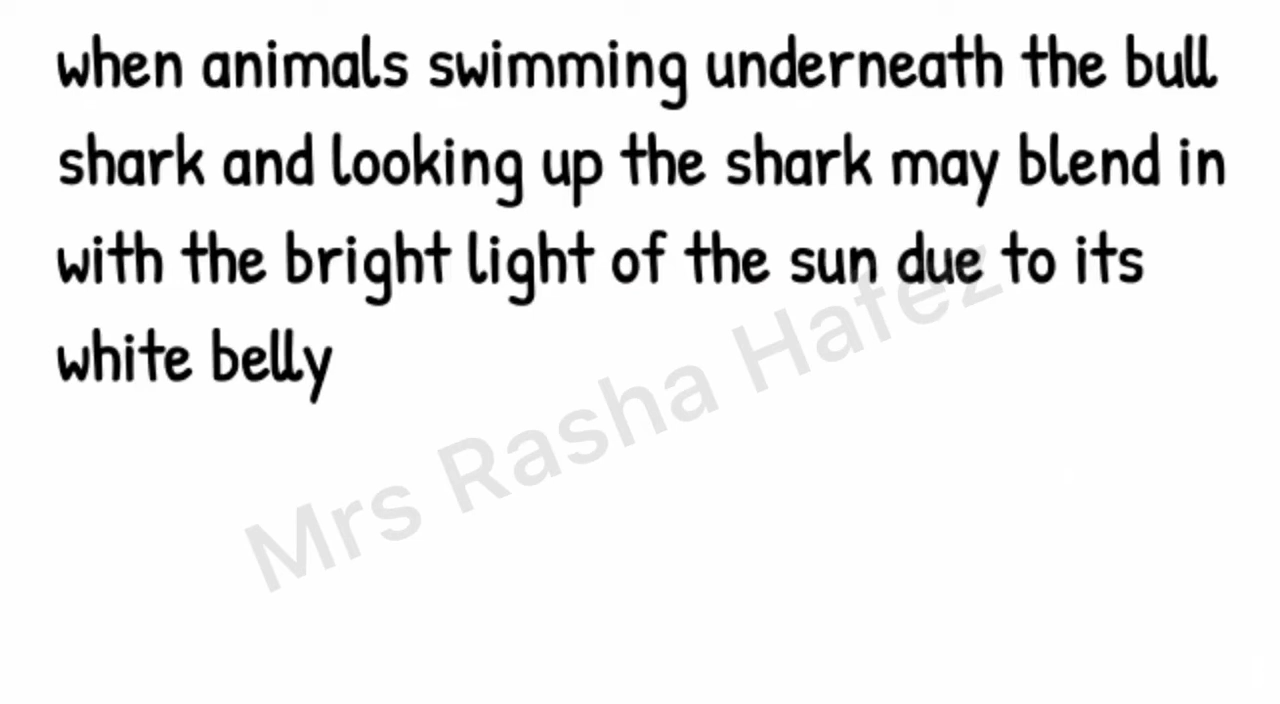 when animals swimming underneath the bull
shark and looking up the shark may blend in
with the bright light of the sun due to its
white belly
Mrs Rasha Hafez